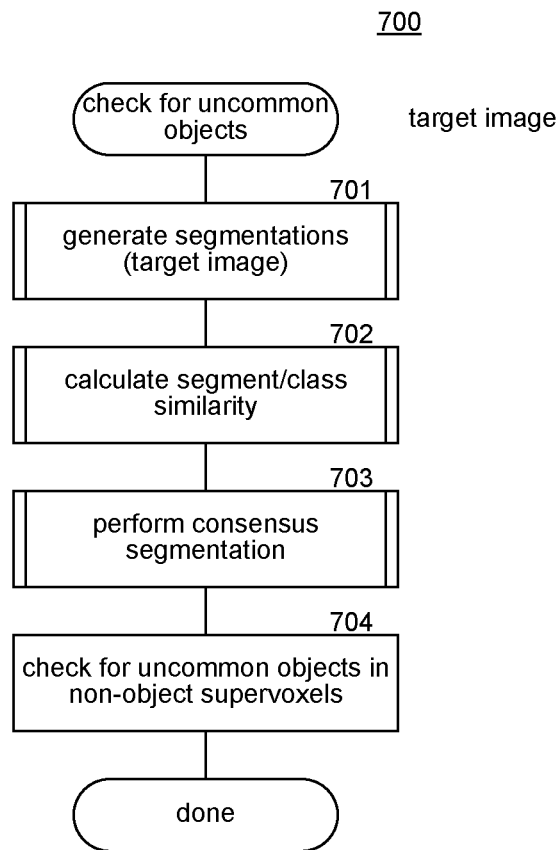 700
check for uncommon
objects
target image
701
generate segmentations
(target image)
702
calculate segment/class
similarity
703
perform consensus
segmentation
704
check for uncommon objects in
non-object supervoxels
done